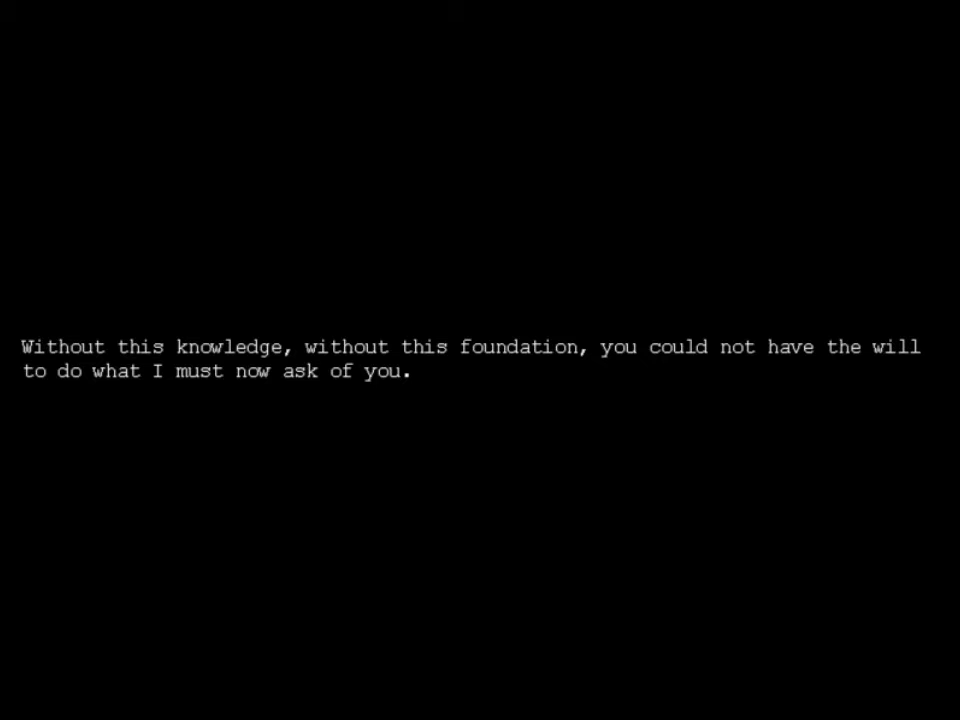 Without this knowledge, without this foundation, you could not have the will
to do what I must now ask of you.